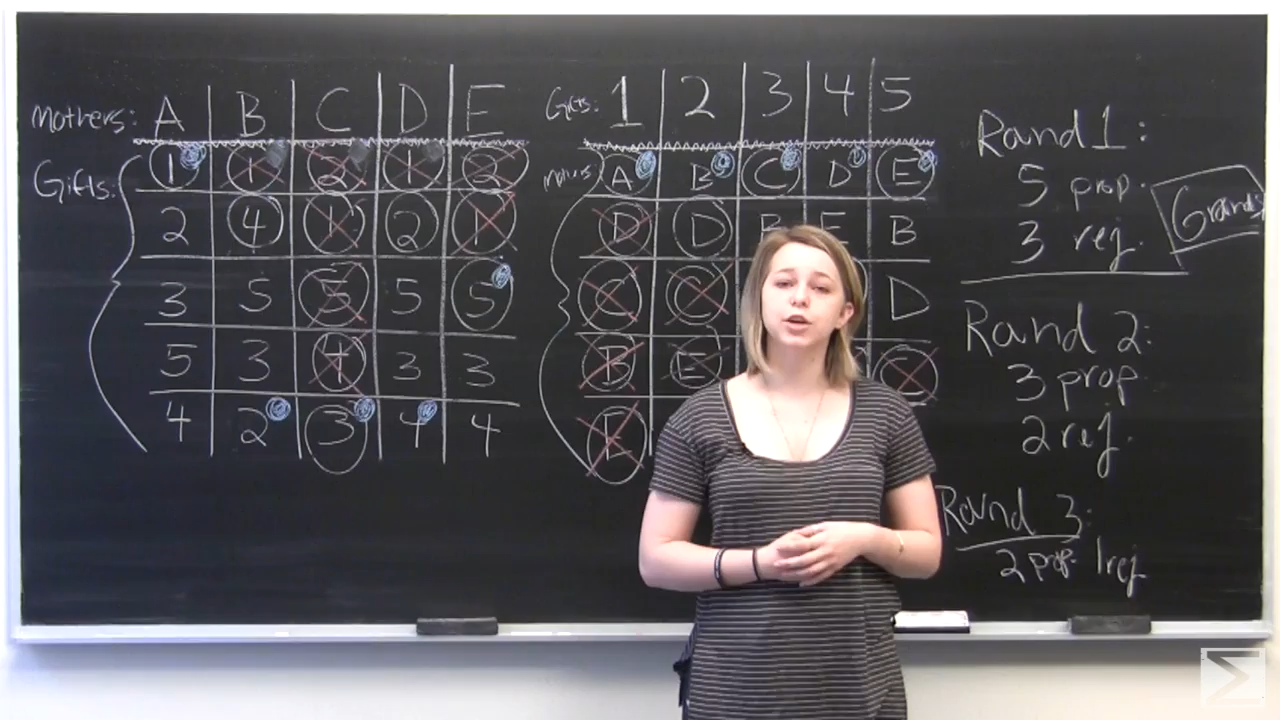 Mothers: A B C D E
Gifts: 1 1 2 1 2
2 4 1 2 1
3 5 5 5 5
5 3 4 3 3
4 2 3 4 4
Gifts: 1 2 3 4 5
Mothers A B C D E
D D B E B
C C D
B E C
E
Round 1:
5 prop.
3 rej.
Round 2:
3 prop.
2 rej.
Round 3:
2 prop. 1 rej.
Σ